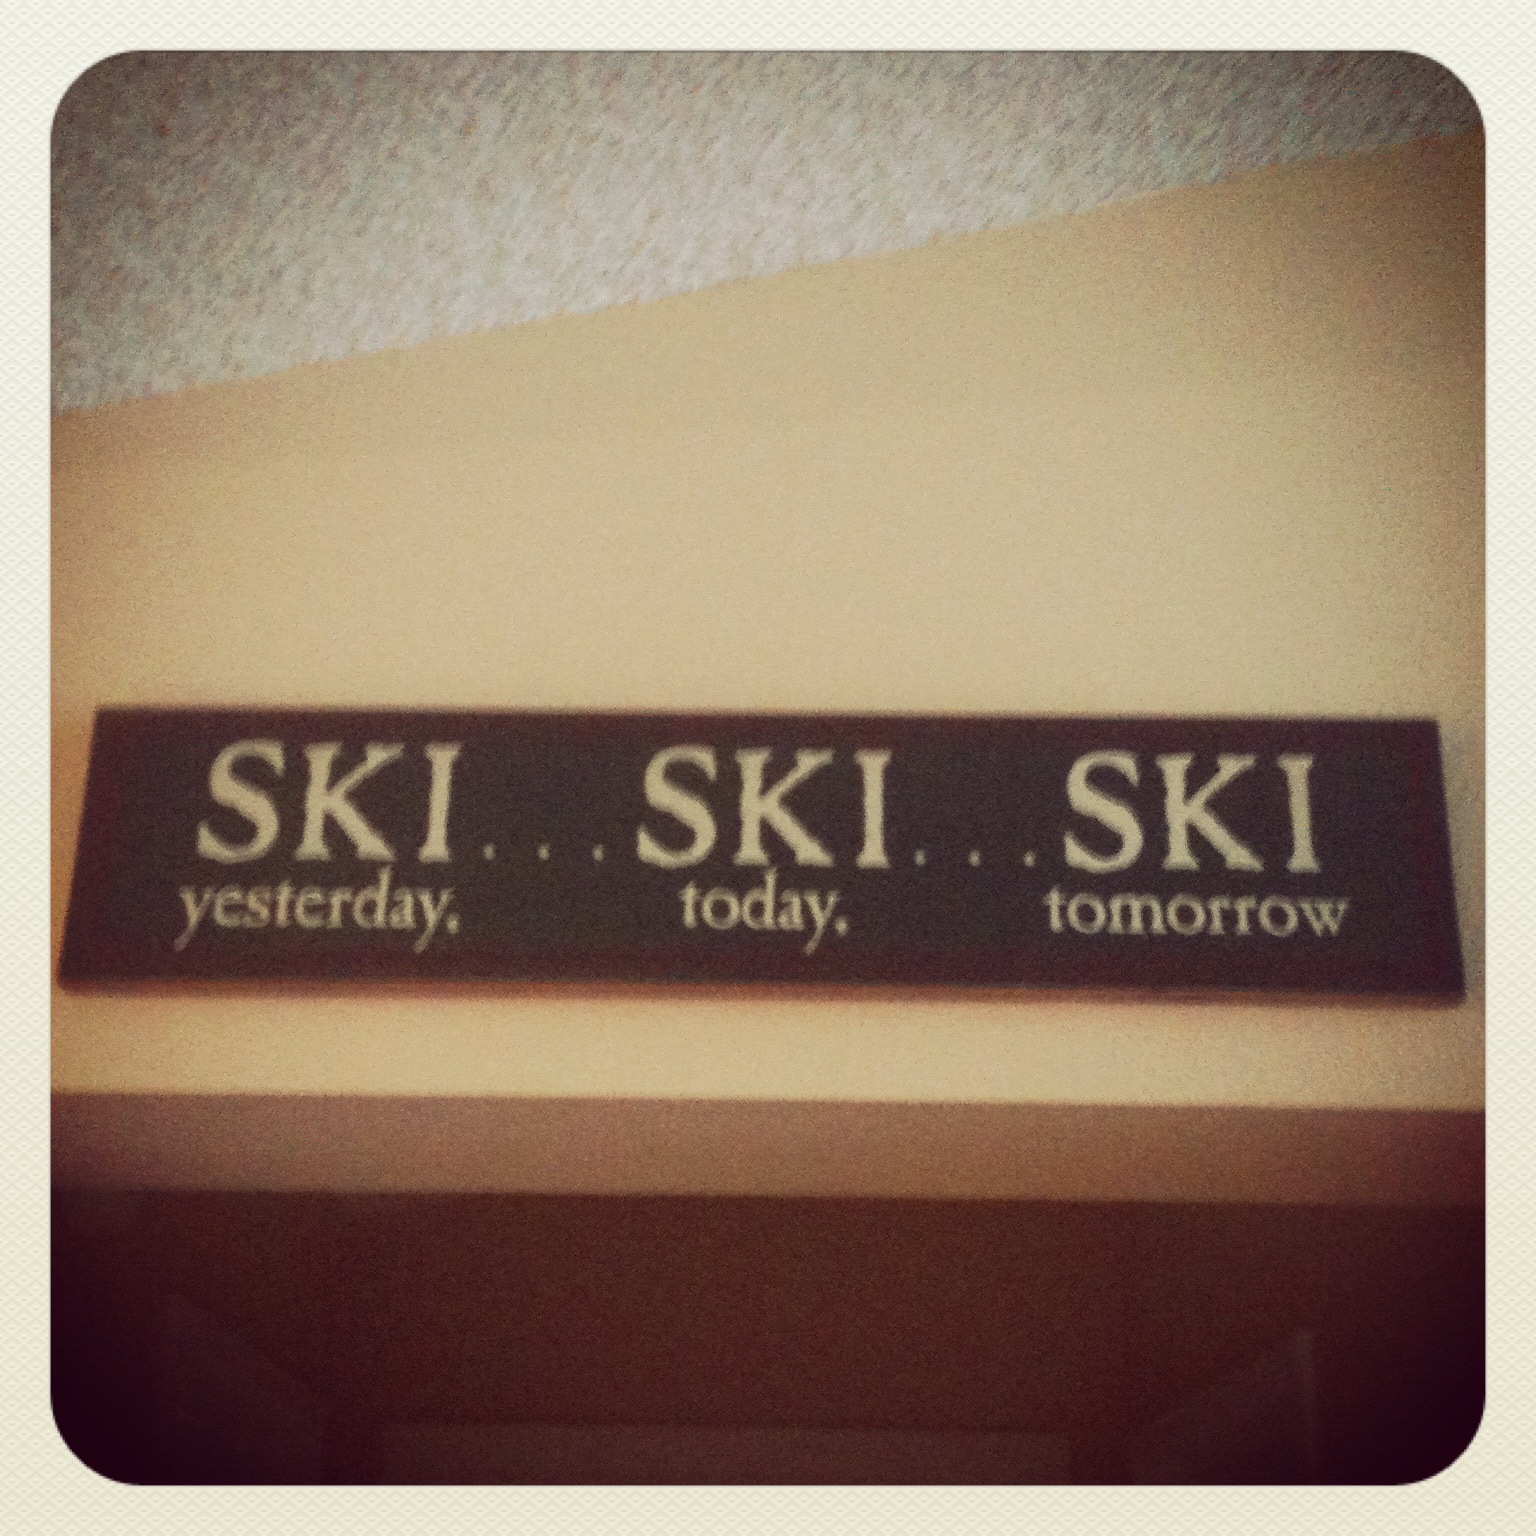 SKI...SKI...SKI
yesterday, today, tomorrow